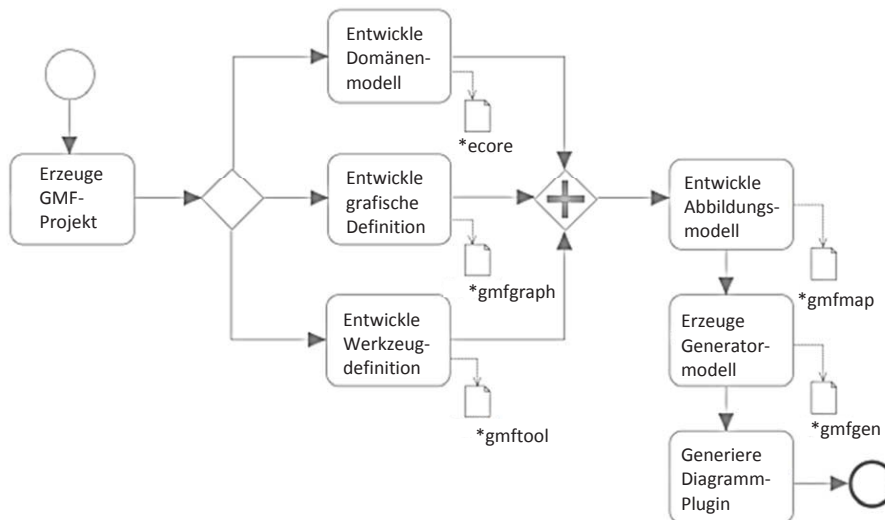 Entwickle
Domänen-
modell
*ecore
Erzeuge
GMF-
Projekt
Entwickle
grafische
Definition
*gmfgraph
Entwickle
Werkzeug-
definition
*gmftool
Entwickle
Abbildungs-
modell
*gmfmap
Erzeuge
Generator-
modell
*gmfgen
Generiere
Diagramm-
Plugin